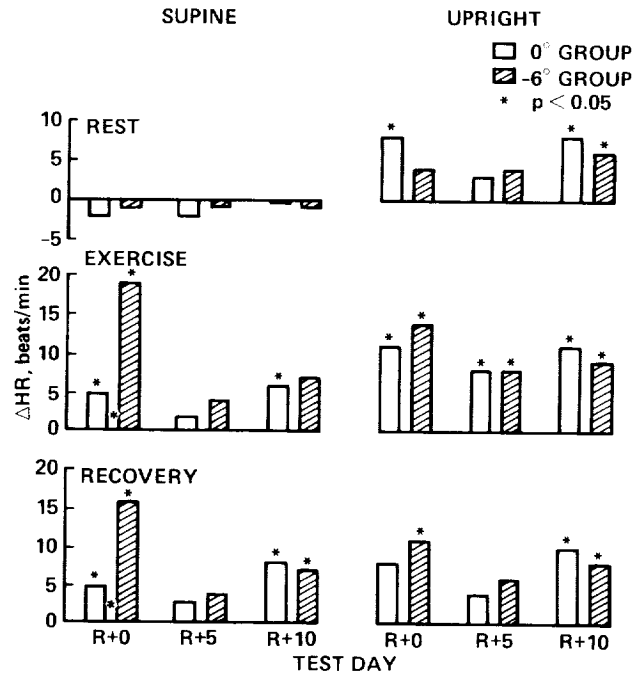 SUPINE
UPRIGHT
0° GROUP
-6° GROUP
* p < 0.05
REST
10
5
0
-5
* * *
EXERCISE
20
15
10
5
0
* * * *
* * * * * *
ΔHR, beats/min
RECOVERY
20
15
10
5
0
* * * * *
* * *
R+0 R+5 R+10
R+0 R+5 R+10
TEST DAY